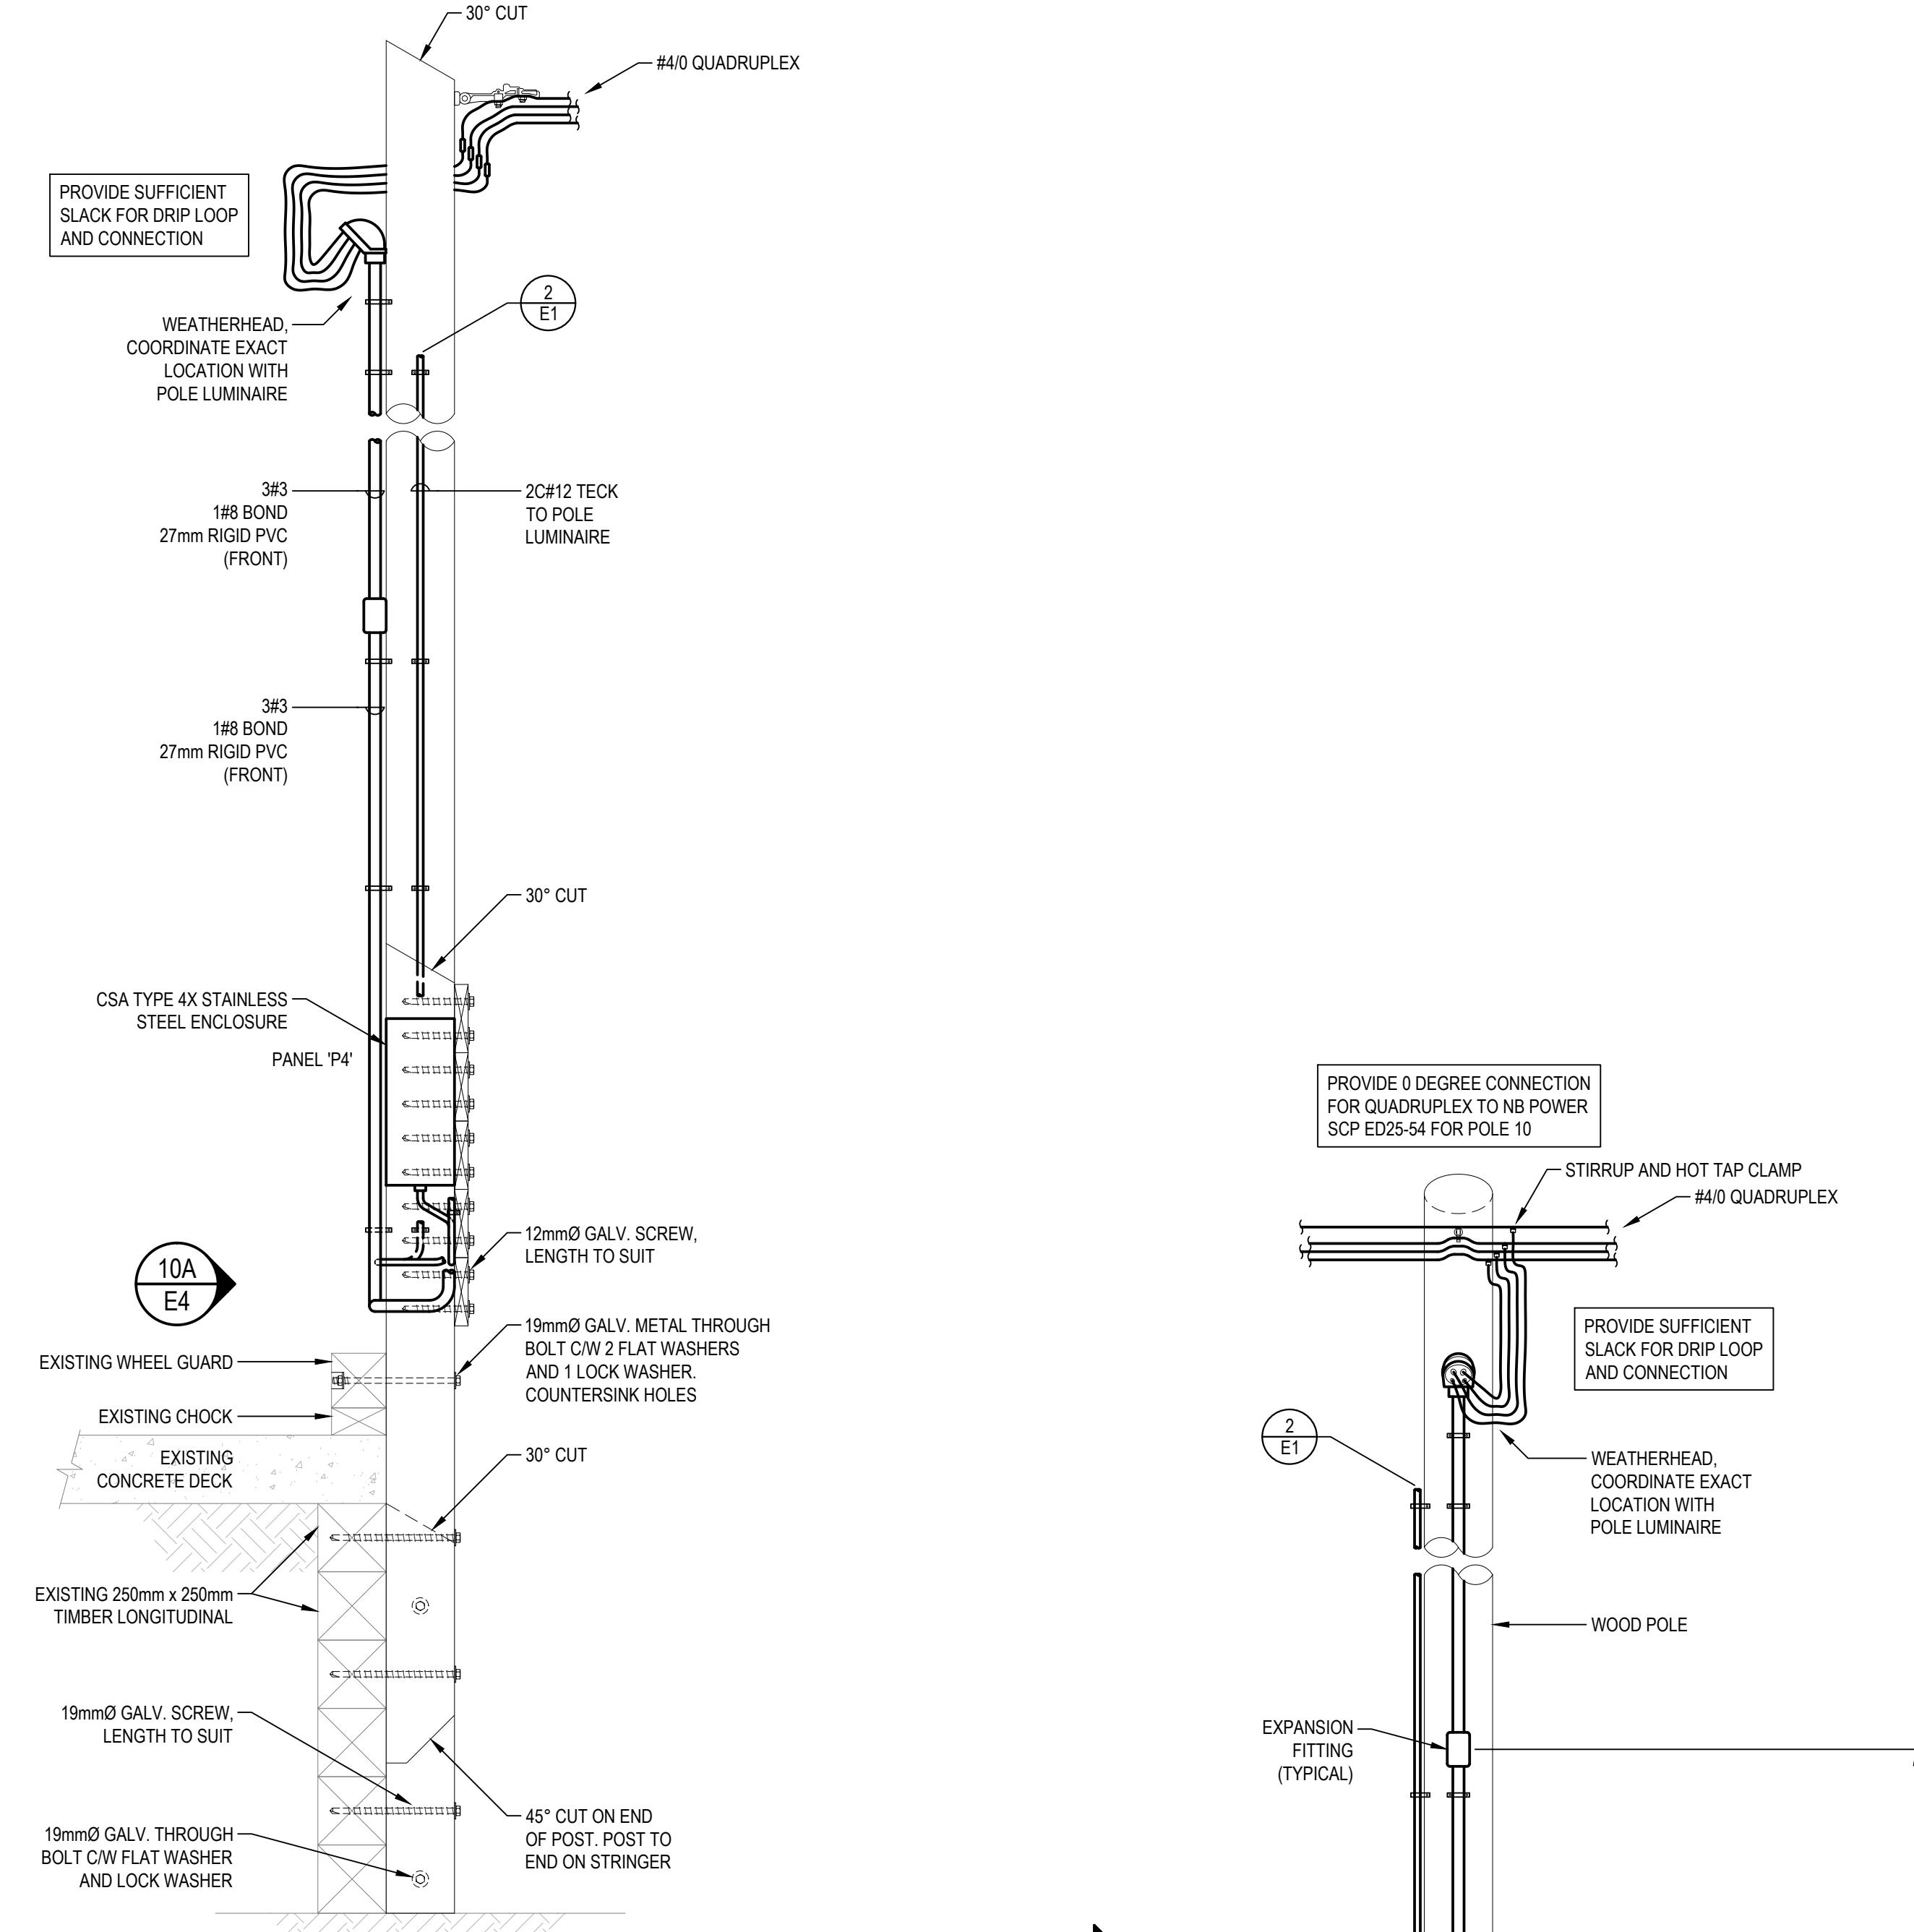 30° CUT
#4/0 QUADRUPLEX
PROVIDE SUFFICIENT
SLACK FOR DRIP LOOP
AND CONNECTION
2
E1
WEATHERHEAD,
COORDINATE EXACT
LOCATION WITH
POLE LUMINAIRE
3#3
1#8 BOND
27mm RIGID PVC
(FRONT)
2C#12 TECK
TO POLE
LUMINAIRE
3#3
1#8 BOND
27mm RIGID PVC
(FRONT)
30° CUT
CSA TYPE 4X STAINLESS
STEEL ENCLOSURE
PANEL 'P4'
12mmØ GALV. SCREW,
LENGTH TO SUIT
10A
E4
19mmØ GALV. METAL THROUGH
BOLT C/W 2 FLAT WASHERS
AND 1 LOCK WASHER.
COUNTERSINK HOLES
EXISTING WHEEL GUARD
EXISTING CHOCK
EXISTING
CONCRETE DECK
30° CUT
EXISTING 250mm x 250mm
TIMBER LONGITUDINAL
19mmØ GALV. SCREW,
LENGTH TO SUIT
45° CUT ON END
OF POST. POST TO
END ON STRINGER
19mmØ GALV. THROUGH
BOLT C/W FLAT WASHER
AND LOCK WASHER
PROVIDE 0 DEGREE CONNECTION
FOR QUADRUPLEX TO NB POWER
SCP ED25-54 FOR POLE 10
STIRRUP AND HOT TAP CLAMP
#4/0 QUADRUPLEX
PROVIDE SUFFICIENT
SLACK FOR DRIP LOOP
AND CONNECTION
2
E1
WEATHERHEAD,
COORDINATE EXACT
LOCATION WITH
POLE LUMINAIRE
WOOD POLE
EXPANSION
FITTING
(TYPICAL)